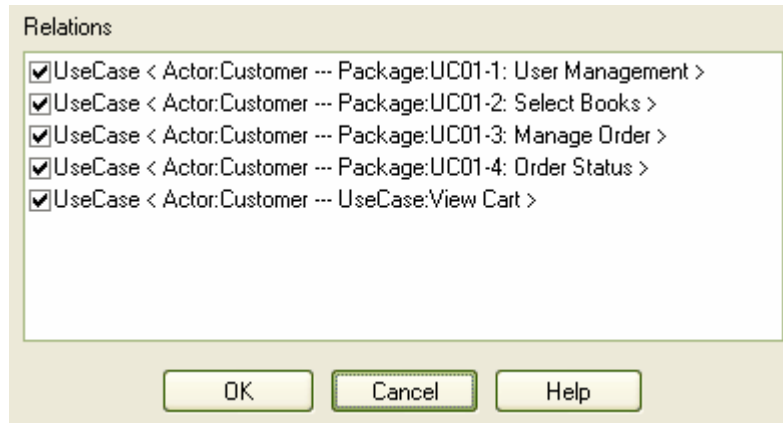 Relations
UseCase < Actor:Customer --- Package:UC01-1: User Management >
UseCase < Actor:Customer --- Package:UC01-2: Select Books >
UseCase < Actor:Customer --- Package:UC01-3: Manage Order >
UseCase < Actor:Customer --- Package:UC01-4: Order Status >
UseCase < Actor:Customer --- UseCase:View Cart >
OK Cancel Help